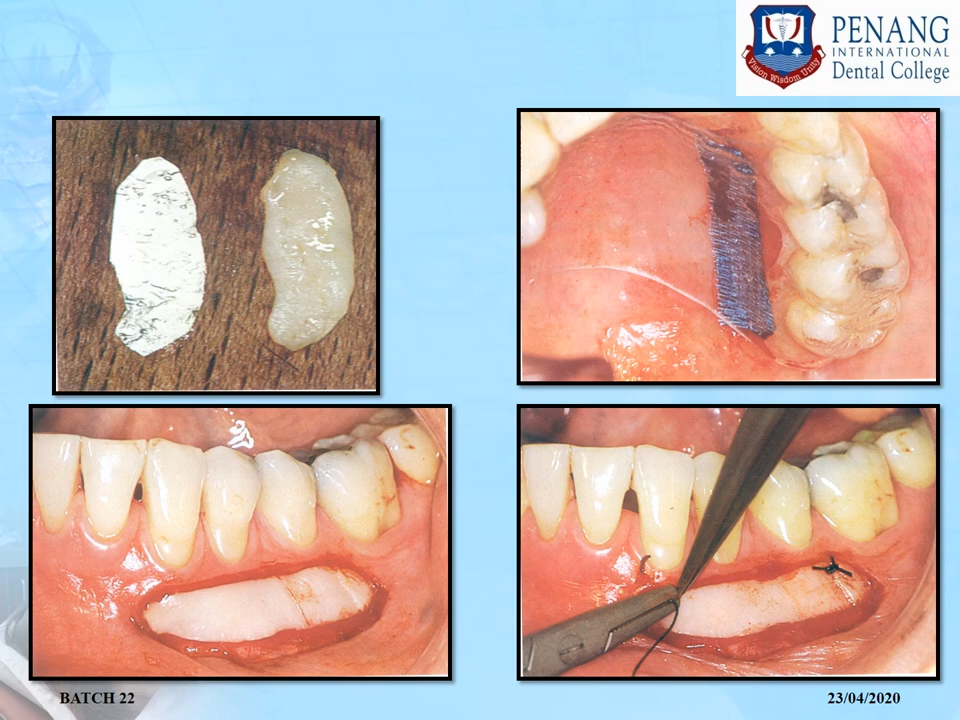 PENANG
INTERNATIONAL
Dental College
Vision Wisdom Unity
BATCH 22
23/04/2020